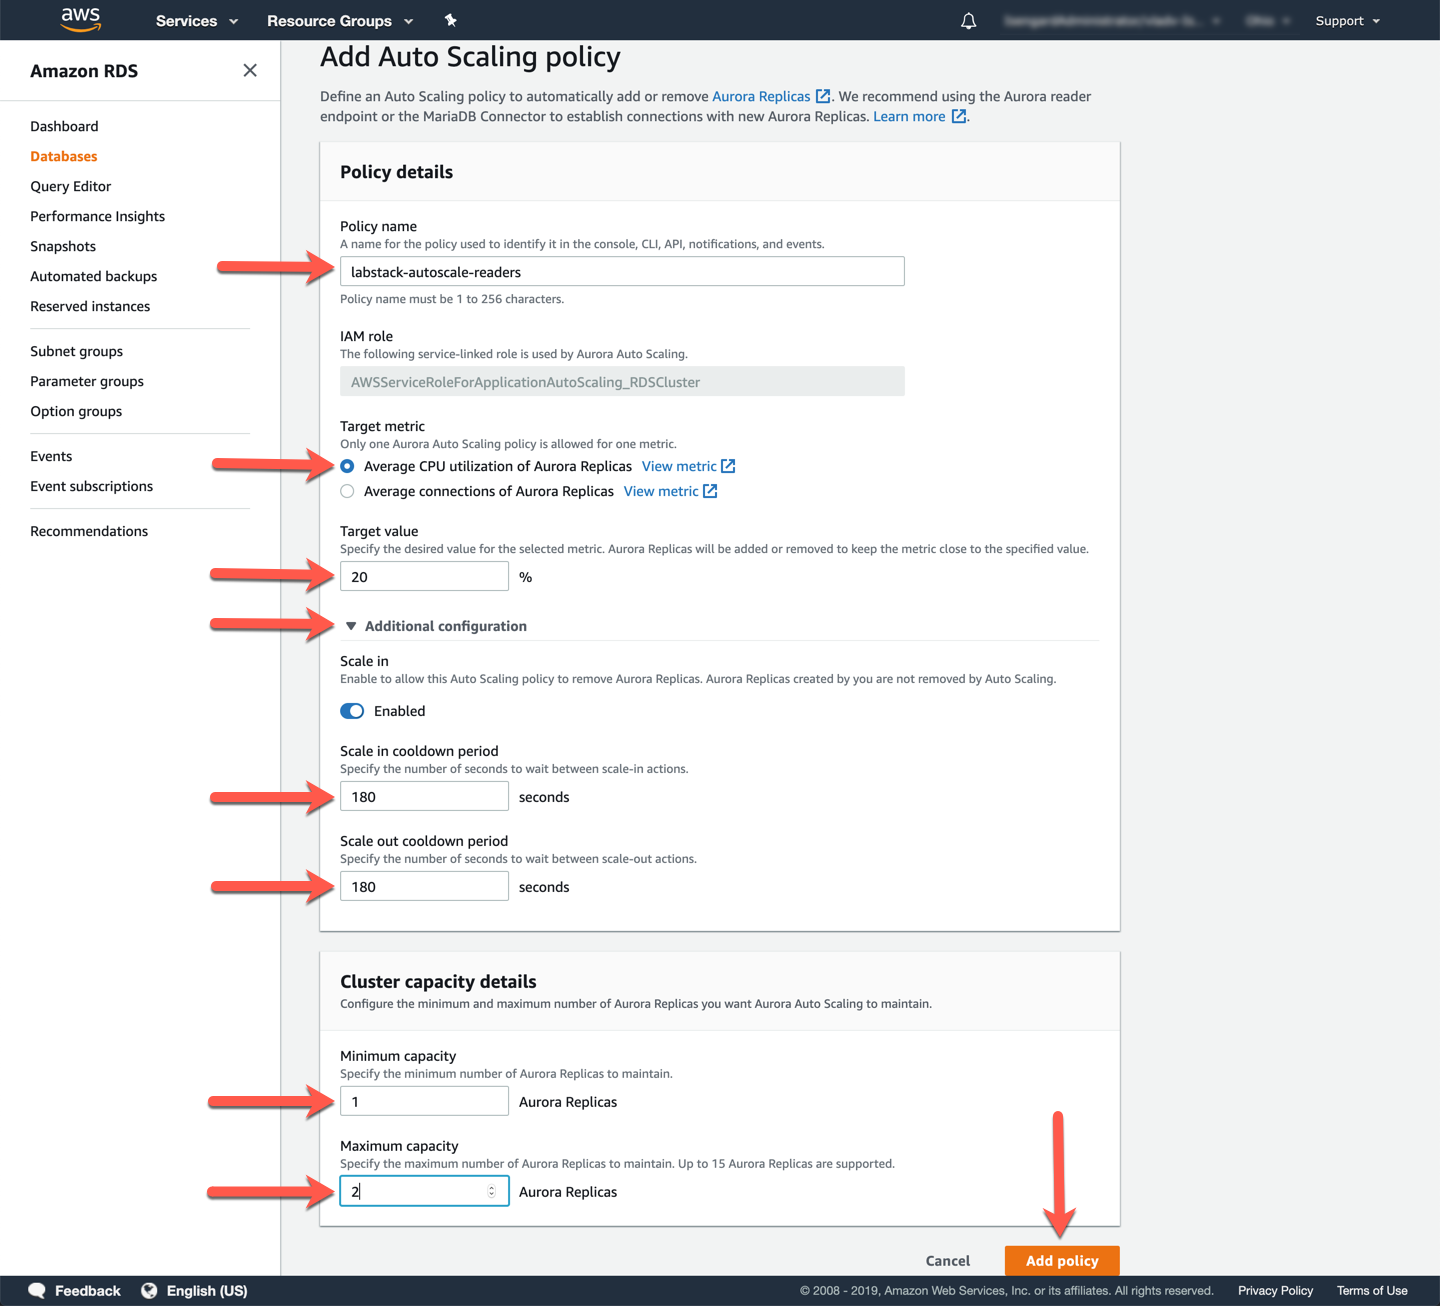 aws
Services
Resource Groups
Support
Amazon RDS
Dashboard
Databases
Query Editor
Performance Insights
Snapshots
Automated backups
Reserved instances
Subnet groups
Parameter groups
Option groups
Events
Event subscriptions
Recommendations
Add Auto Scaling policy
Define an Auto Scaling policy to automatically add or remove Aurora Replicas. We recommend using the Aurora reader
endpoint or the MariaDB Connector to establish connections with new Aurora Replicas. Learn more.
Policy details
Policy name
A name for the policy used to identify it in the console, CLI, API, notifications, and events.
labstack-autoscale-readers
Policy name must be 1 to 256 characters.
IAM role
The following service-linked role is used by Aurora Auto Scaling.
AWSServiceRoleForApplicationAutoScaling_RDSCluster
Target metric
Only one Aurora Auto Scaling policy is allowed for one metric.
Average CPU utilization of Aurora Replicas View metric
Average connections of Aurora Replicas View metric
Target value
Specify the desired value for the selected metric. Aurora Replicas will be added or removed to keep the metric close to the specified value.
20 %
Additional configuration
Scale in
Enable to allow this Auto Scaling policy to remove Aurora Replicas. Aurora Replicas created by you are not removed by Auto Scaling.
Enabled
Scale in cooldown period
Specify the number of seconds to wait between scale-in actions.
180 seconds
Scale out cooldown period
Specify the number of seconds to wait between scale-out actions.
180 seconds
Cluster capacity details
Configure the minimum and maximum number of Aurora Replicas you want Aurora Auto Scaling to maintain.
Minimum capacity
Specify the minimum number of Aurora Replicas to maintain.
1 Aurora Replicas
Maximum capacity
Specify the maximum number of Aurora Replicas to maintain. Up to 15 Aurora Replicas are supported.
2 Aurora Replicas
Cancel
Add policy
Feedback
English (US)
© 2008 - 2019, Amazon Web Services, Inc. or its affiliates. All rights reserved.
Privacy Policy
Terms of Use